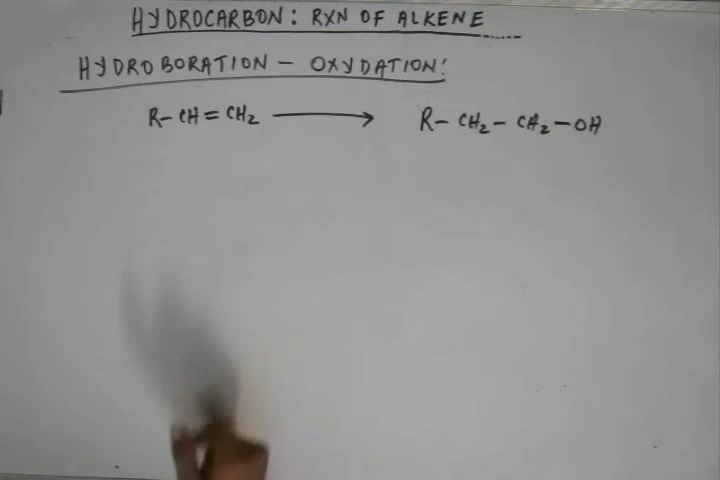 HYDROCARBON: RXN OF ALKENE ......
HYDROBORATION - OXYDATION:
R-CH=CH₂ ⟶ R-CH₂-CH₂-OH